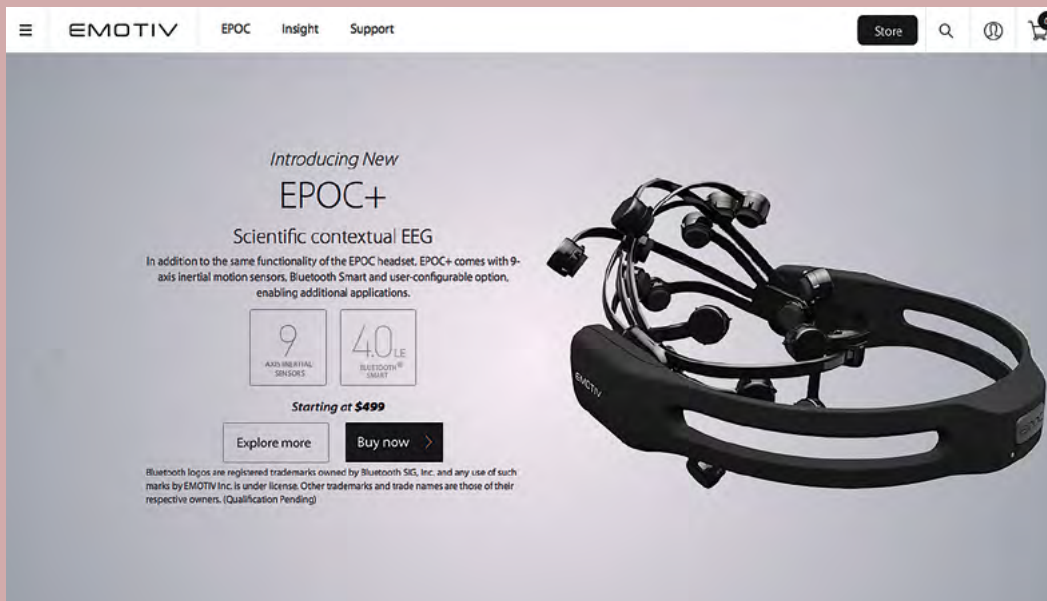 EMOTIV EPOC Insight Support Store
Introducing New
EPOC+
Scientific contextual EEG
In addition to the same functionality of the EPOC headset, EPOC+ comes with 9-
axis inertial motion sensors, Bluetooth Smart and user-configurable option,
enabling additional applications.
9
AXIS INERTIAL
SENSORS
4.0 LE
BLUETOOTH®
SMART
Starting at $499
Explore more
Buy now
Bluetooth logos are registered trademarks owned by Bluetooth SIG, Inc. and any use of such
marks by EMOTIV Inc. is under license. Other trademarks and trade names are those of their
respective owners. (Qualification Pending)
EMOTIV
EPOC